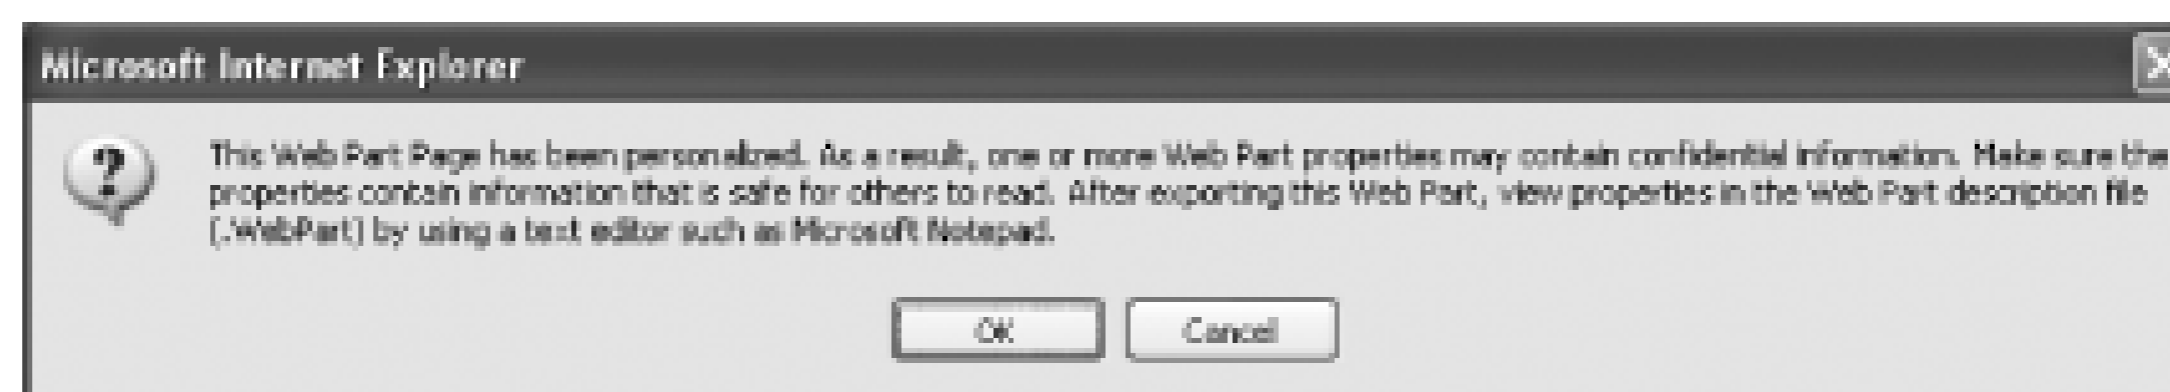 Microsoft Internet Explorer
This Web Part Page has been personalized. As a result, one or more Web Part properties may contain confidential information. Make sure the
properties contain information that is safe for others to read. After exporting this Web Part, view properties in the Web Part description file
(.WebPart) by using a text editor such as Microsoft Notepad.
OK Cancel